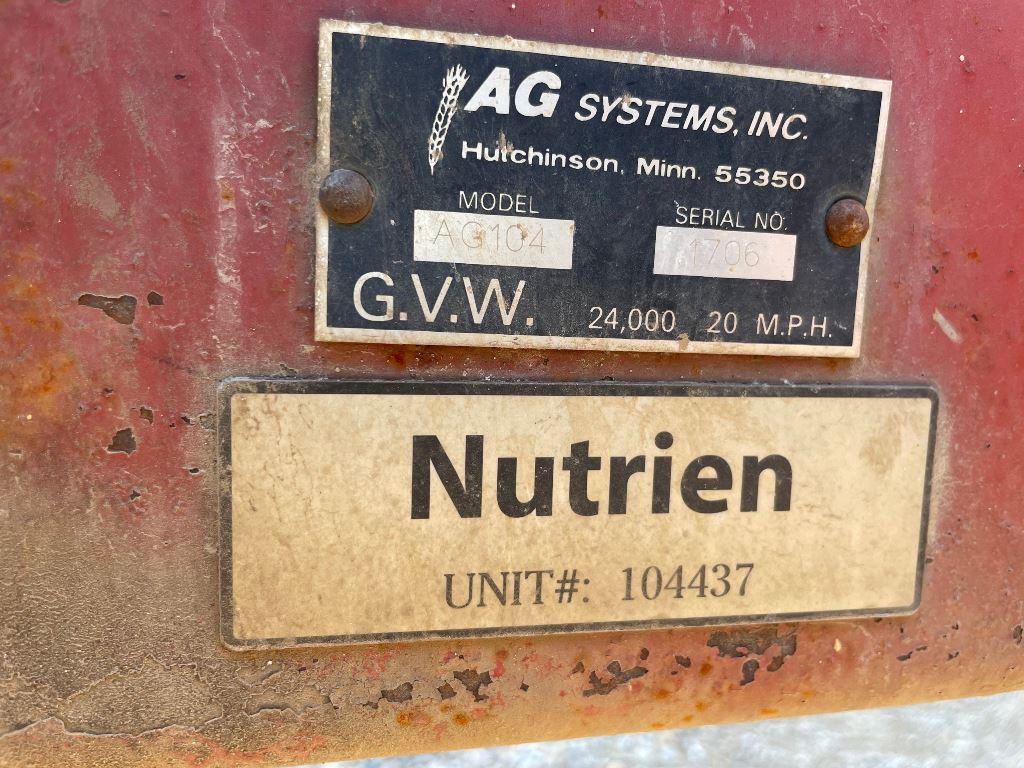 AG SYSTEMS, INC.
Hutchinson, Minn. 55350
MODEL SERIAL NO.
AG104 1706
G.V.W. 24,000 20 M.P.H.
Nutrien
UNIT#: 104437